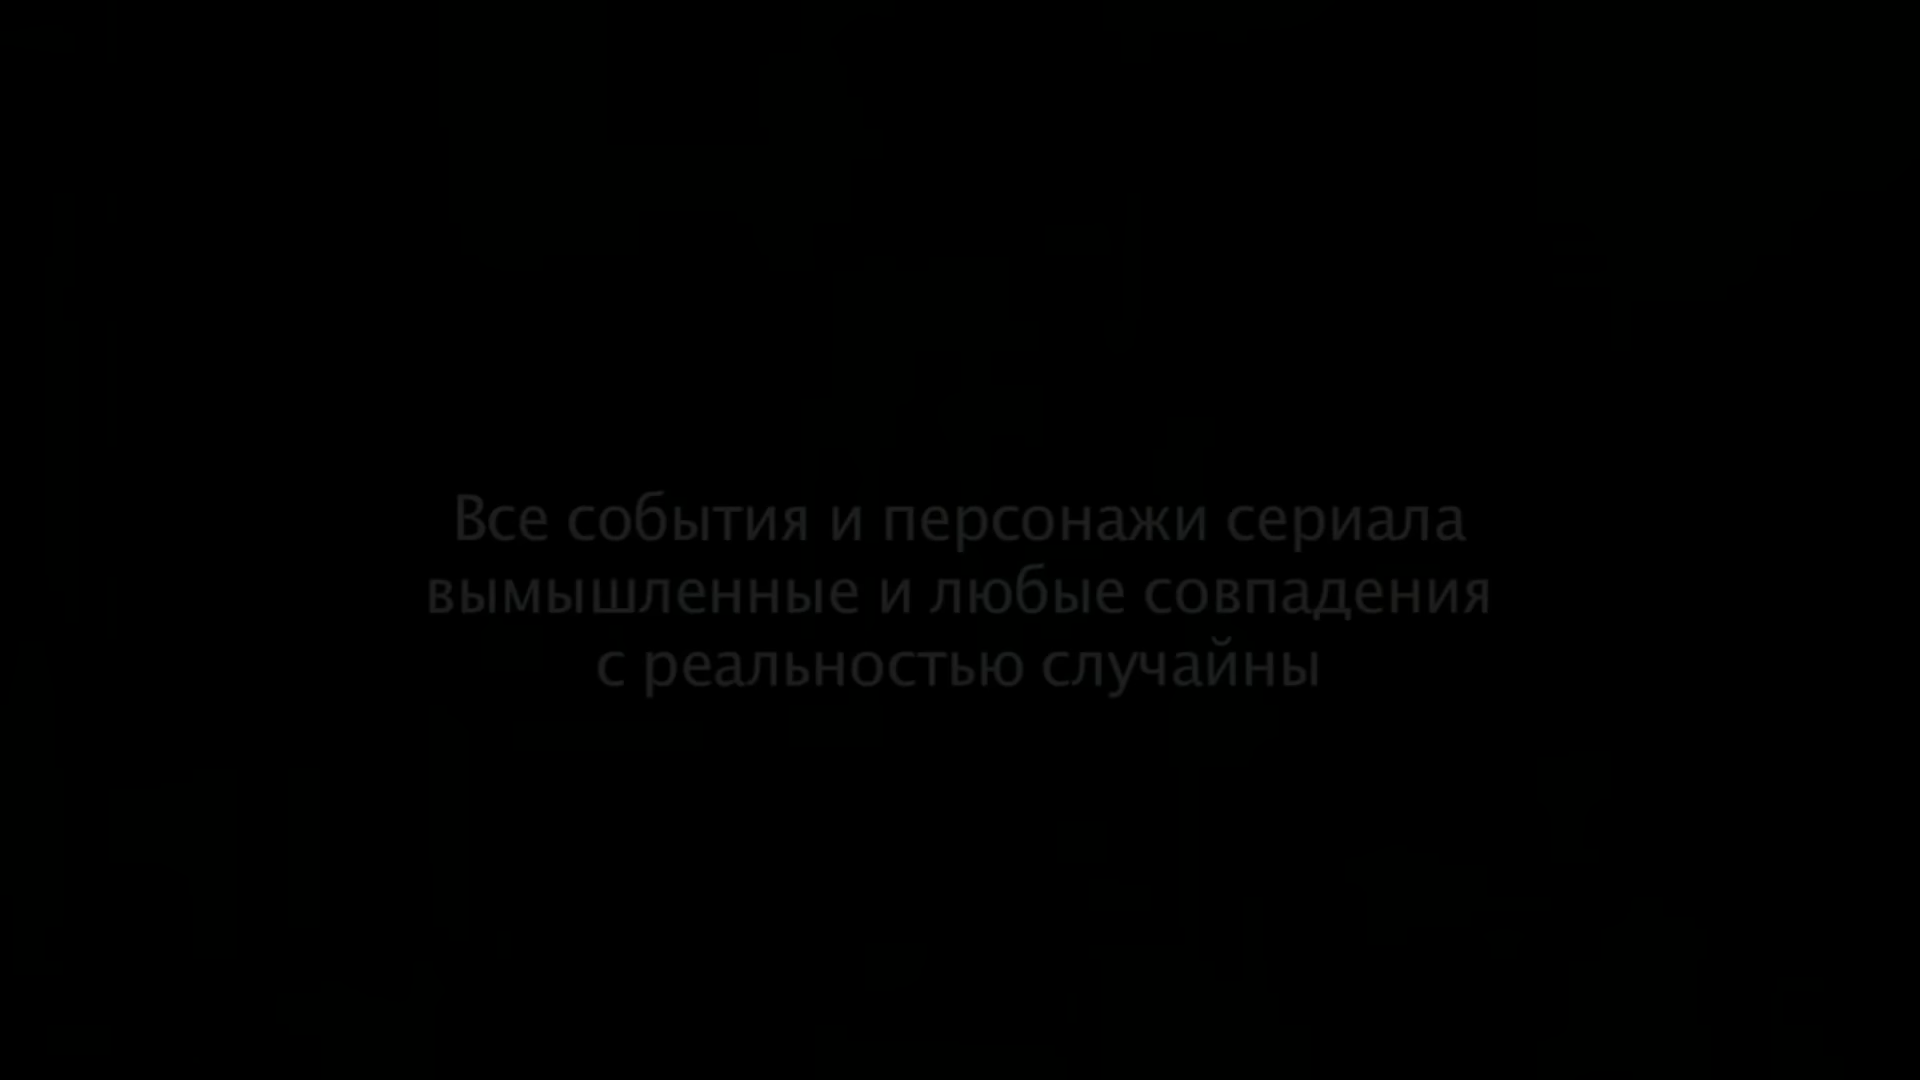 Все события и персонажи сериала
вымышленные и любые совпадения
с реальностью случайны